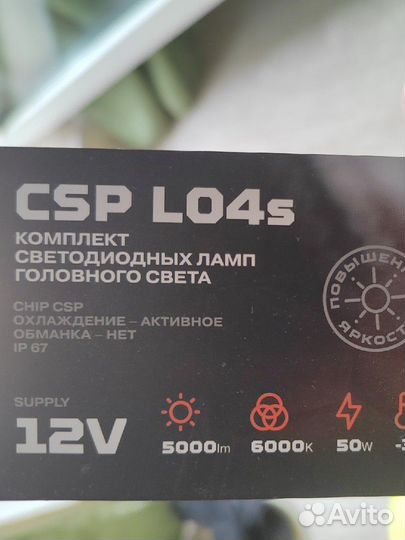 CSP L04s
КОМПЛЕКТ
СВЕТОДИОДНЫХ ЛАМП
ГОЛОВНОГО СВЕТА
CHIP CSP
ОХЛАЖДЕНИЕ – АКТИВНОЕ
ОБМАНКА – НЕТ
IP 67
SUPPLY
12V
5000lm
6000K
50W
Avito